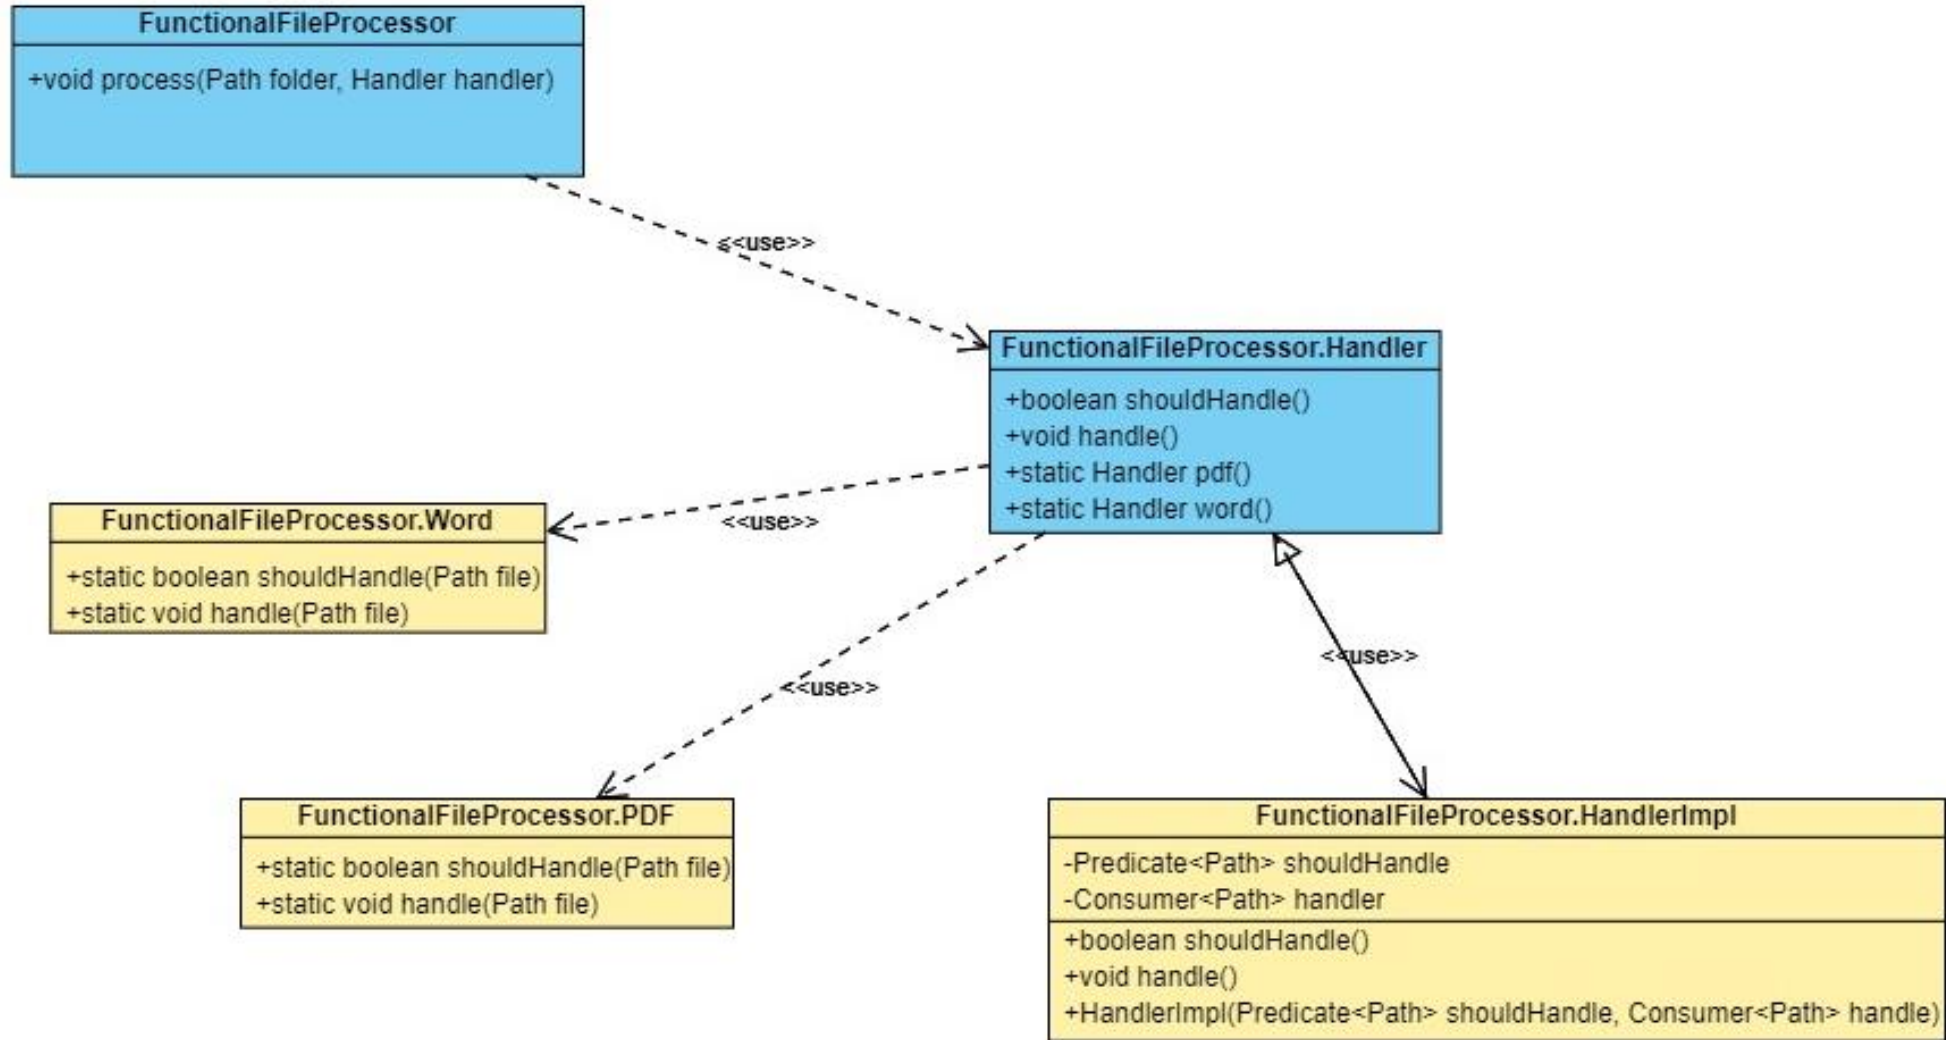 FunctionalFileProcessor
+void process(Path folder, Handler handler)
<<use>>
FunctionalFileProcessor.Handler
+boolean shouldHandle()
+void handle()
+static Handler pdf()
+static Handler word()
FunctionalFileProcessor.Word
+static boolean shouldHandle(Path file)
+static void handle(Path file)
<<use>>
<<use>>
<<use>>
FunctionalFileProcessor.PDF
+static boolean shouldHandle(Path file)
+static void handle(Path file)
FunctionalFileProcessor.HandlerImpl
-Predicate<Path> shouldHandle
-Consumer<Path> handler
+boolean shouldHandle()
+void handle()
+HandlerImpl(Predicate<Path> shouldHandle, Consumer<Path> handle)